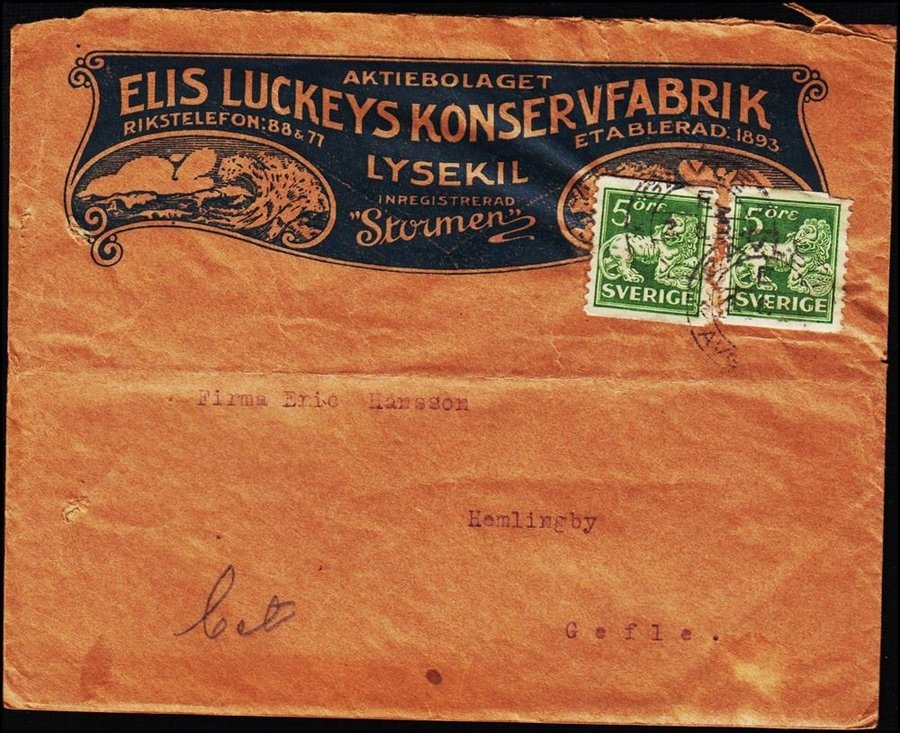 AKTIEBOLAGET
ELIS LUCKEYS KONSERVFABRIK
RIKSTELEFON: 88 & 77
ETABLERAD. 1893
LYSEKIL
INREGISTRERAD
"Stormen"
5 ÖRE
SVERIGE
5 ÖRE
SVERIGE
Firma Eric Hansson
Hemlingby
Gefle.